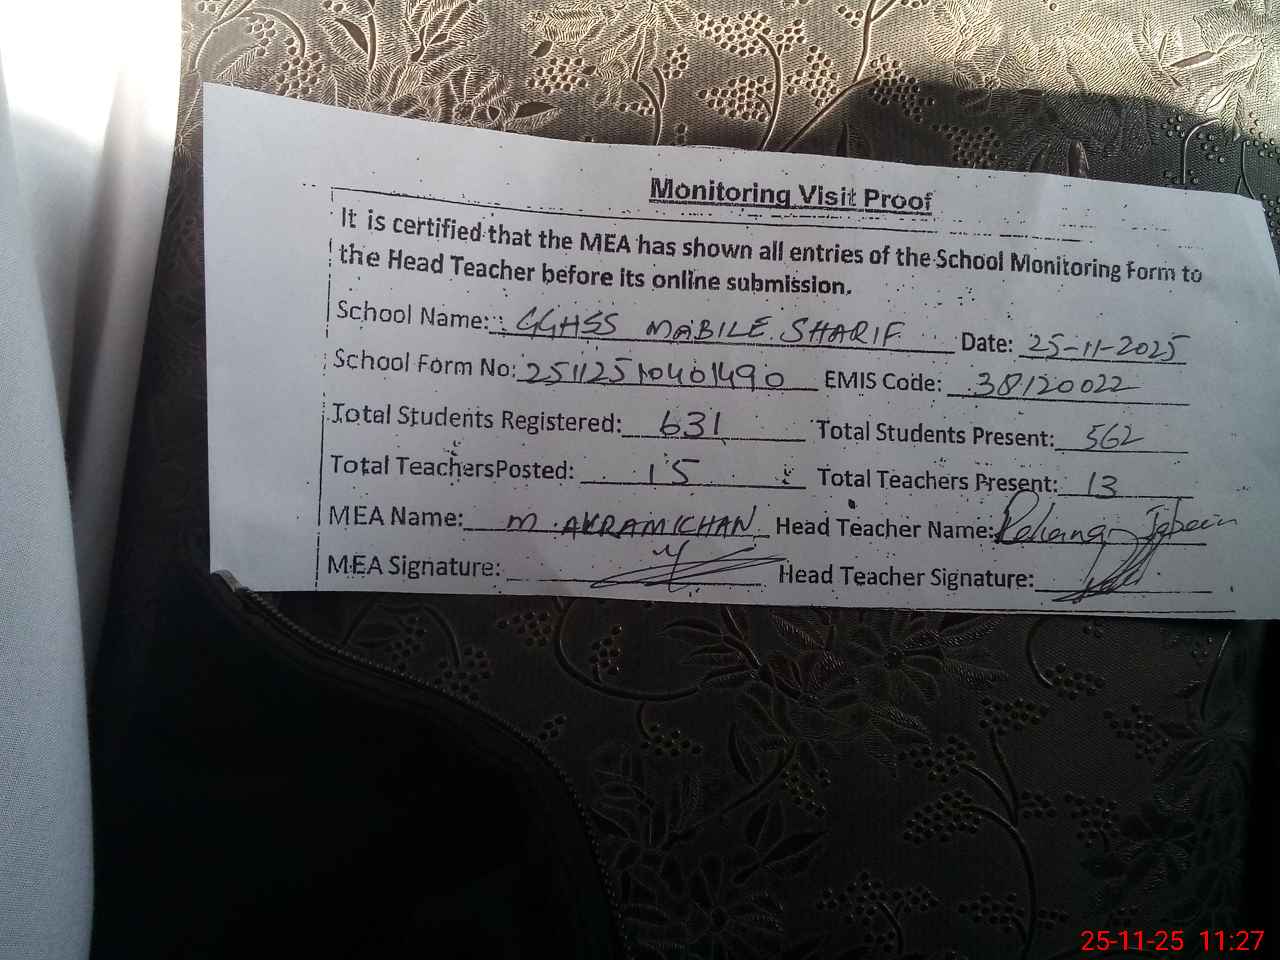 Monitoring Visit Proof
It is certified that the MEA has shown all entries of the School Monitoring Form to
the Head Teacher before its online submission.
School Name: GGHSS MABILE SHARIF Date: 25-11-2025
School Form No: 25112510401490 EMIS Code: 38120022
Total Students Registered: 631 Total Students Present: 562
Total TeachersPosted: 15 Total Teachers Present: 13
MEA Name: M. AKRAM KHAN Head Teacher Name:
MEA Signature: Head Teacher Signature:
25-11-25 11:27